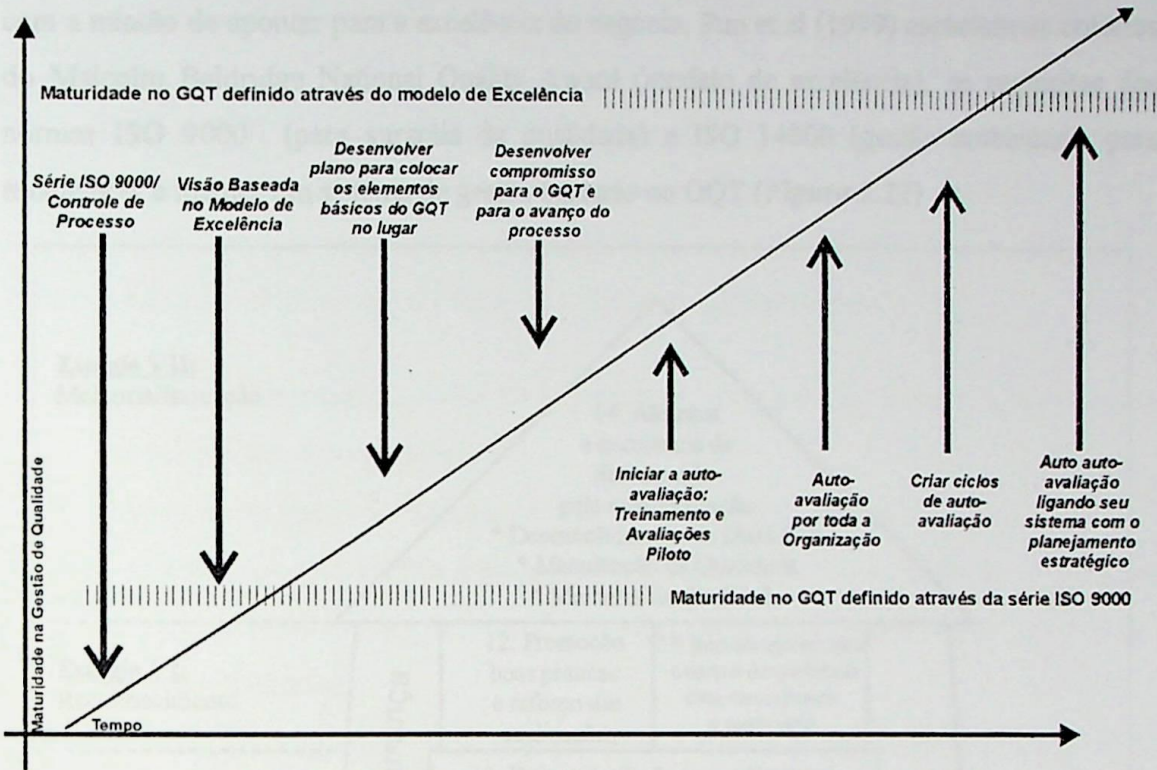 Maturidade no GQT definido através do modelo de Excelência
Série ISO 9000/
Controle de
Processo
Visão Baseada
no Modelo de
Excelência
Desenvolver
plano para colocar
os elementos
básicos do GQT
no lugar
Desenvolver
compromisso
para o GQT e
para o avanço do
processo
Iniciar a auto-
avaliação:
Treinamento e
Avaliações
Piloto
Auto-
avaliação
por toda a
Organização
Criar ciclos
de auto-
avaliação
Auto auto-
avaliação
ligando seu
sistema com o
planejamento
estratégico
Maturidade no GQT definido através da série ISO 9000
Maturidade na Gestão de Qualidade
Tempo